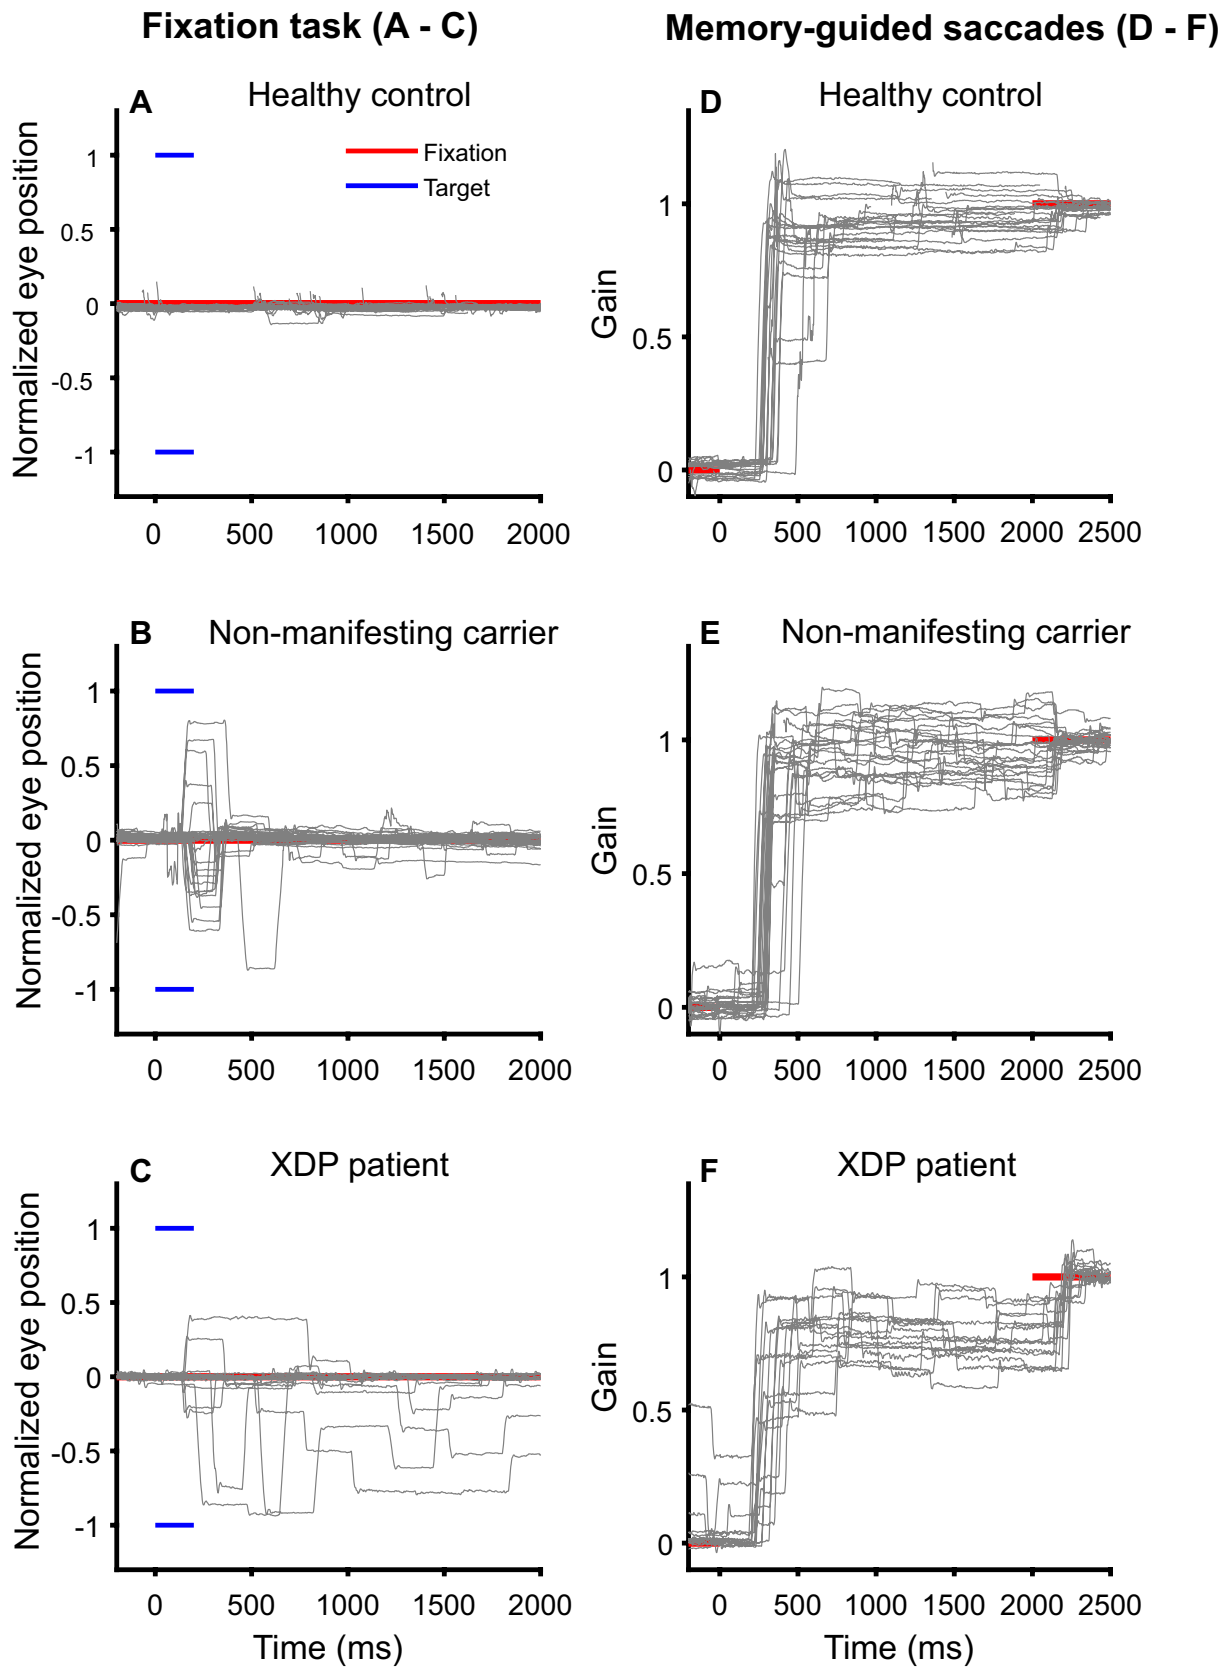 Fixation task (A - C)
Memory-guided saccades (D - F)
A
Healthy control
Normalized eye position
1
0.5
0
-0.5
-1
Fixation
Target
0 500 1000 1500 2000
D
Healthy control
Gain
1
0.5
0
0 500 1000 1500 2000 2500
B
Non-manifesting carrier
Normalized eye position
1
0.5
0
-0.5
-1
0 500 1000 1500 2000
E
Non-manifesting carrier
Gain
1
0.5
0
0 500 1000 1500 2000 2500
C
XDP patient
Normalized eye position
1
0.5
0
-0.5
-1
0 500 1000 1500 2000
Time (ms)
F
XDP patient
Gain
1
0.5
0
0 500 1000 1500 2000 2500
Time (ms)